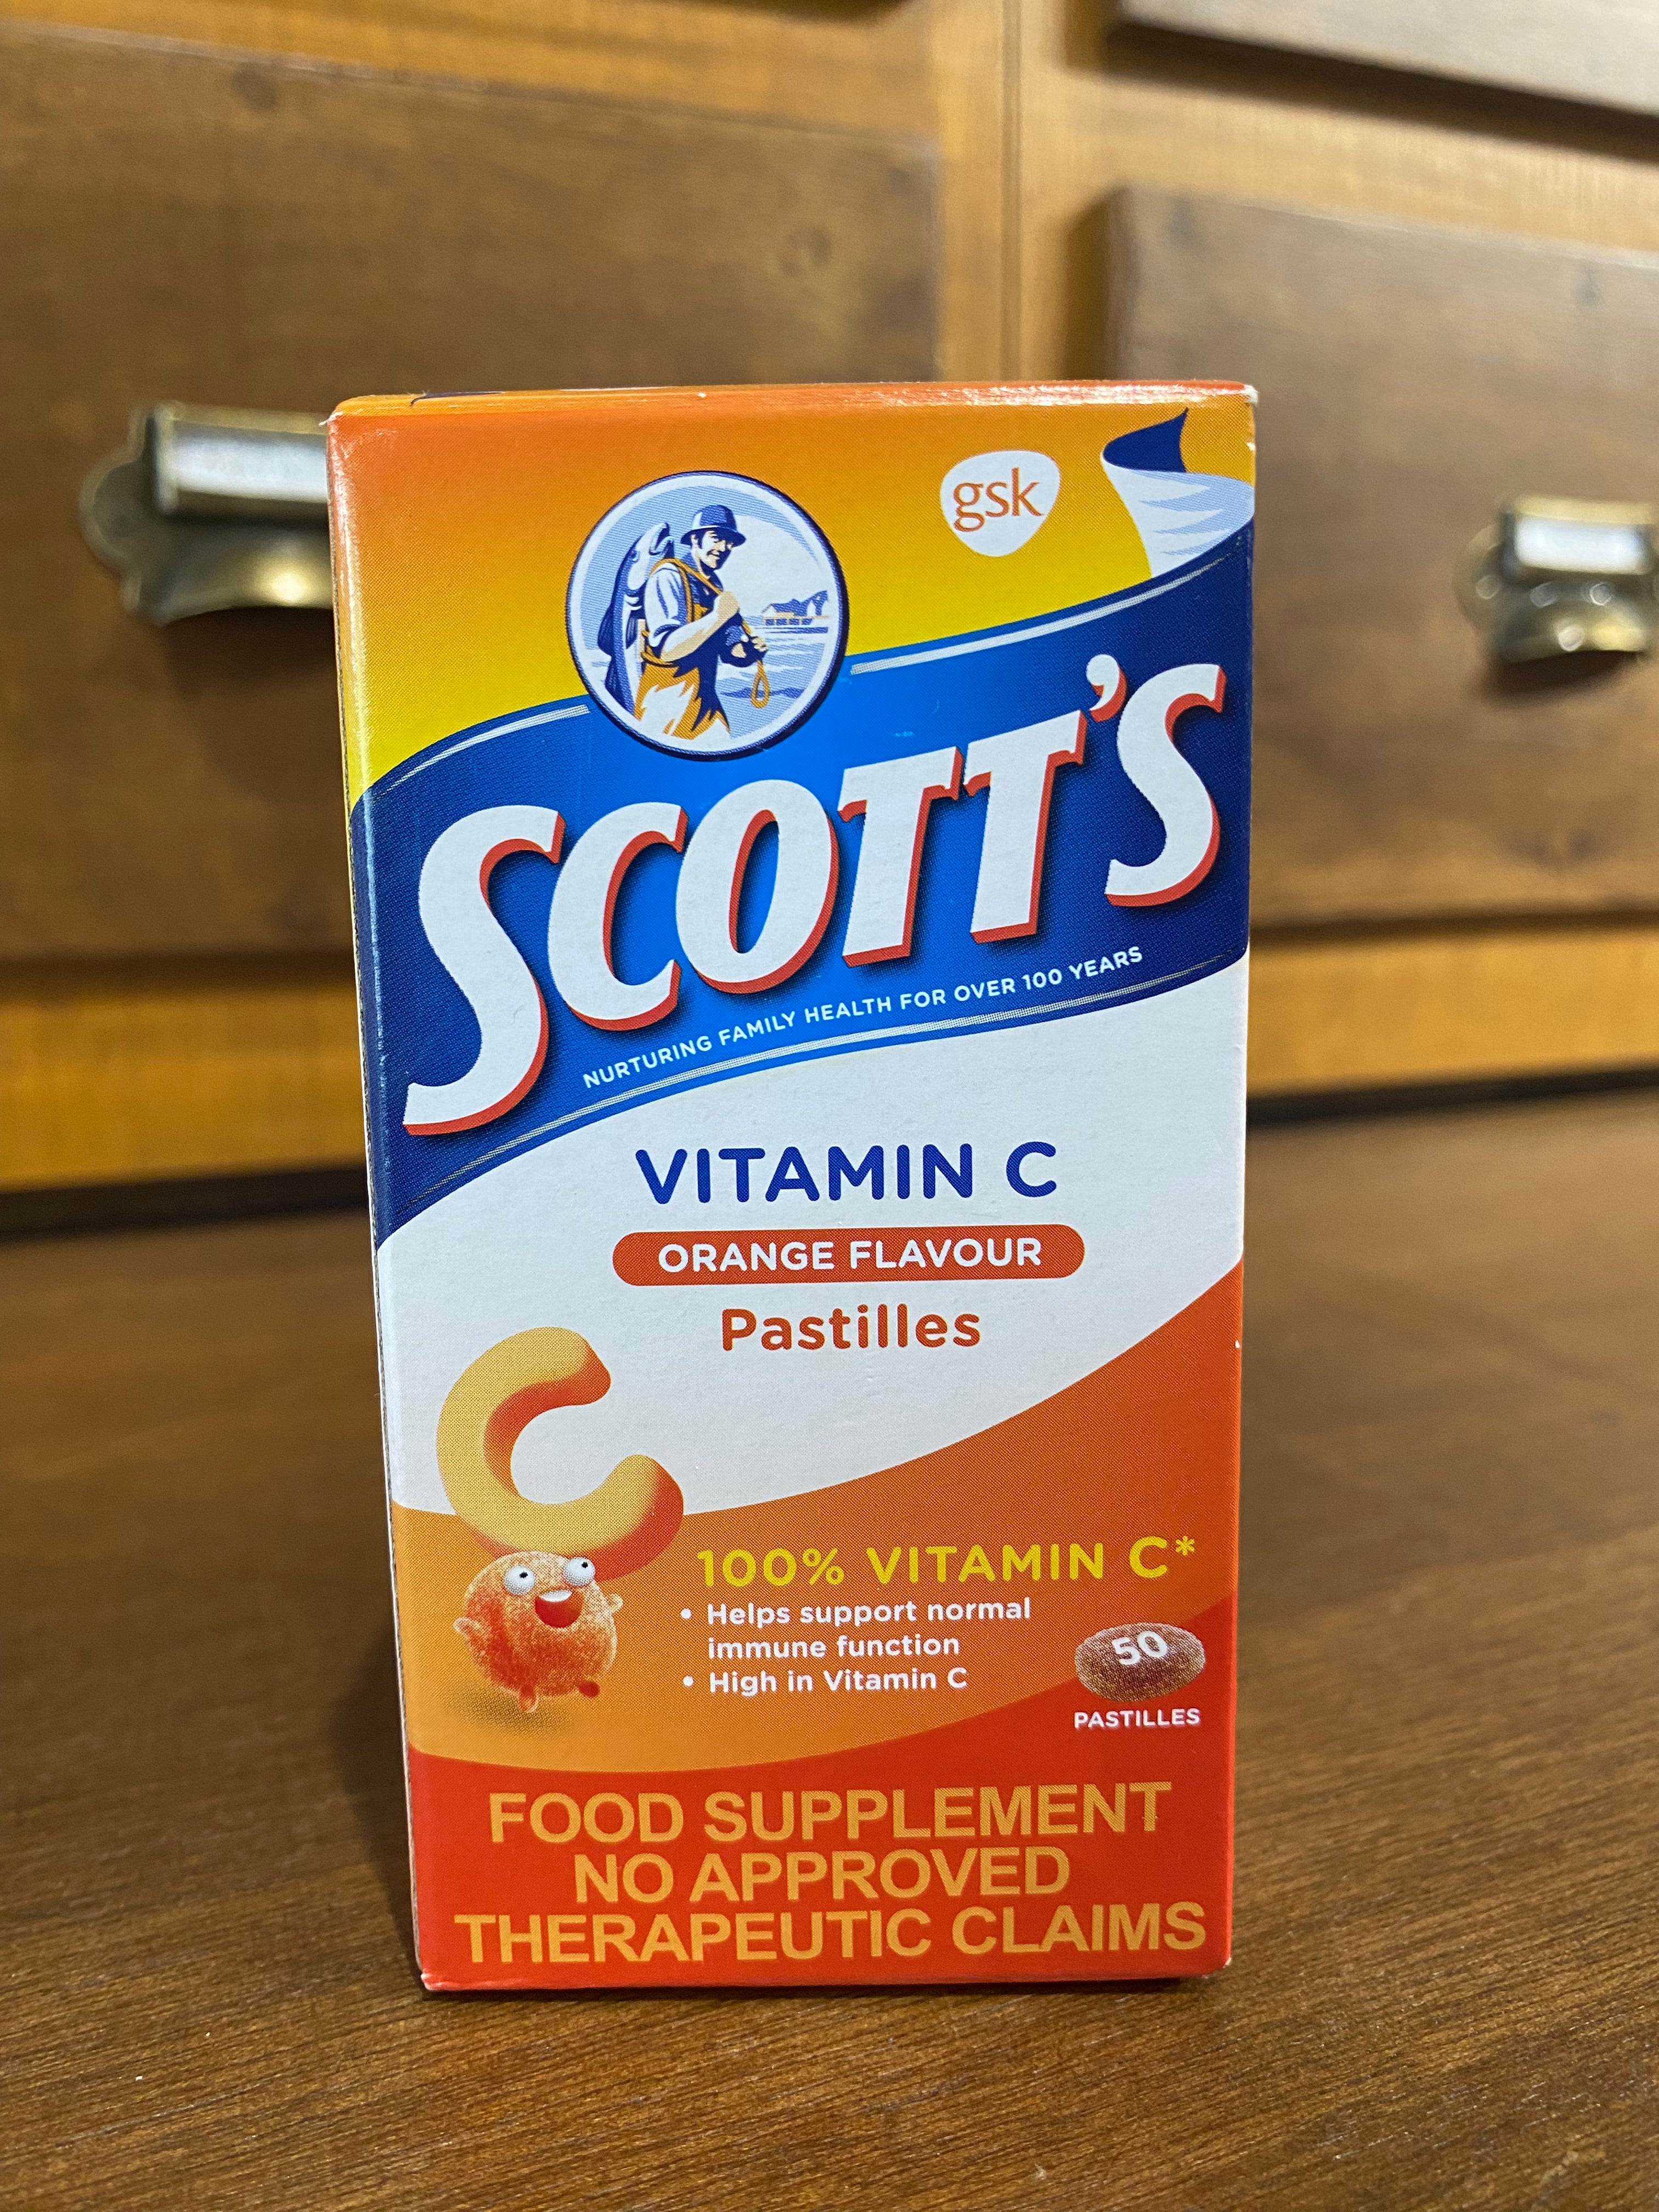 gsk
SCOTT'S
NURTURING FAMILY HEALTH FOR OVER 100 YEARS
VITAMIN C
ORANGE FLAVOUR
Pastilles
C
100% VITAMIN C*
• Helps support normal
immune function
• High in Vitamin C
50
PASTILLES
FOOD SUPPLEMENT
NO APPROVED
THERAPEUTIC CLAIMS